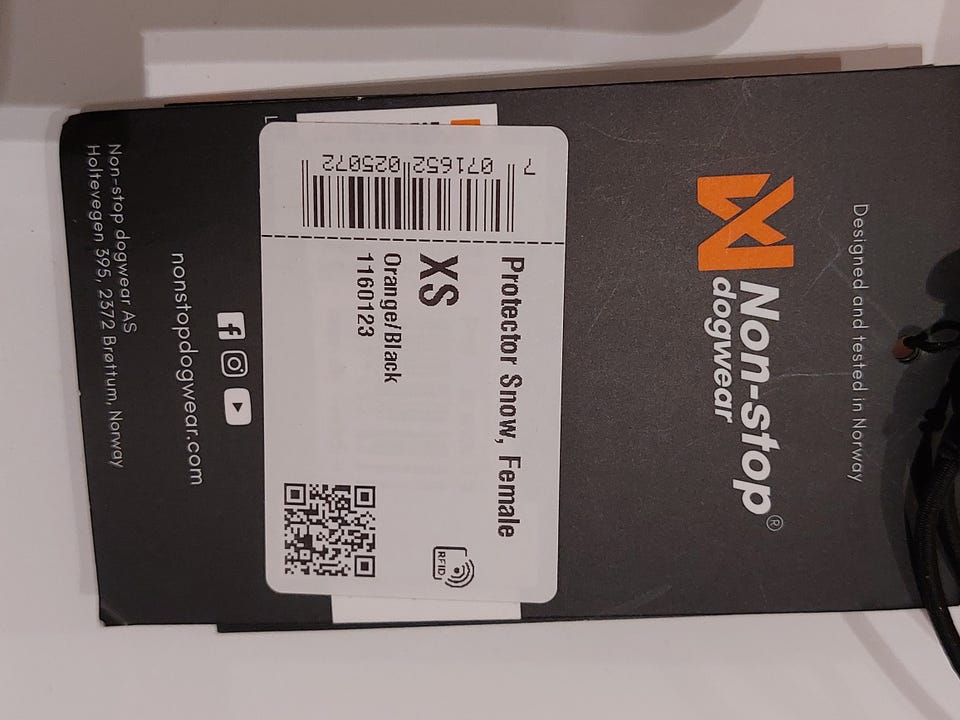 Designed and tested in Norway
Non-stop®
dogwear
Protector Snow, Female
XS
Orange/Black
1160123
RFID
7 071652 025072
nonstopdogwear.com
Non-stop dogwear AS
Holtevegen 395, 2372 Brøttum, Norway